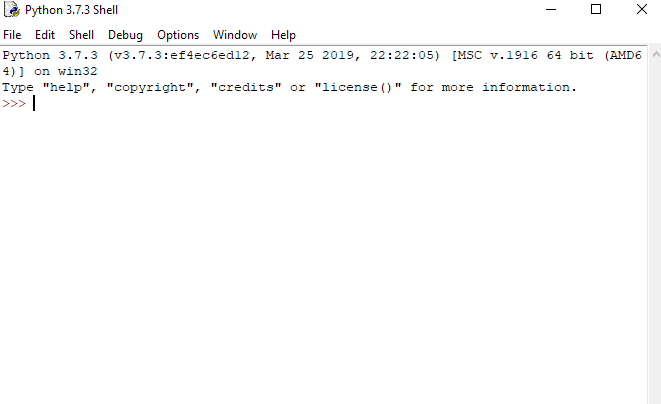 Python 3.7.3 Shell
File Edit Shell Debug Options Window Help
Python 3.7.3 (v3.7.3:ef4ec6ed12, Mar 25 2019, 22:22:05) [MSC v.1916 64 bit (AMD6
4)] on win32
Type "help", "copyright", "credits" or "license()" for more information.
>>>